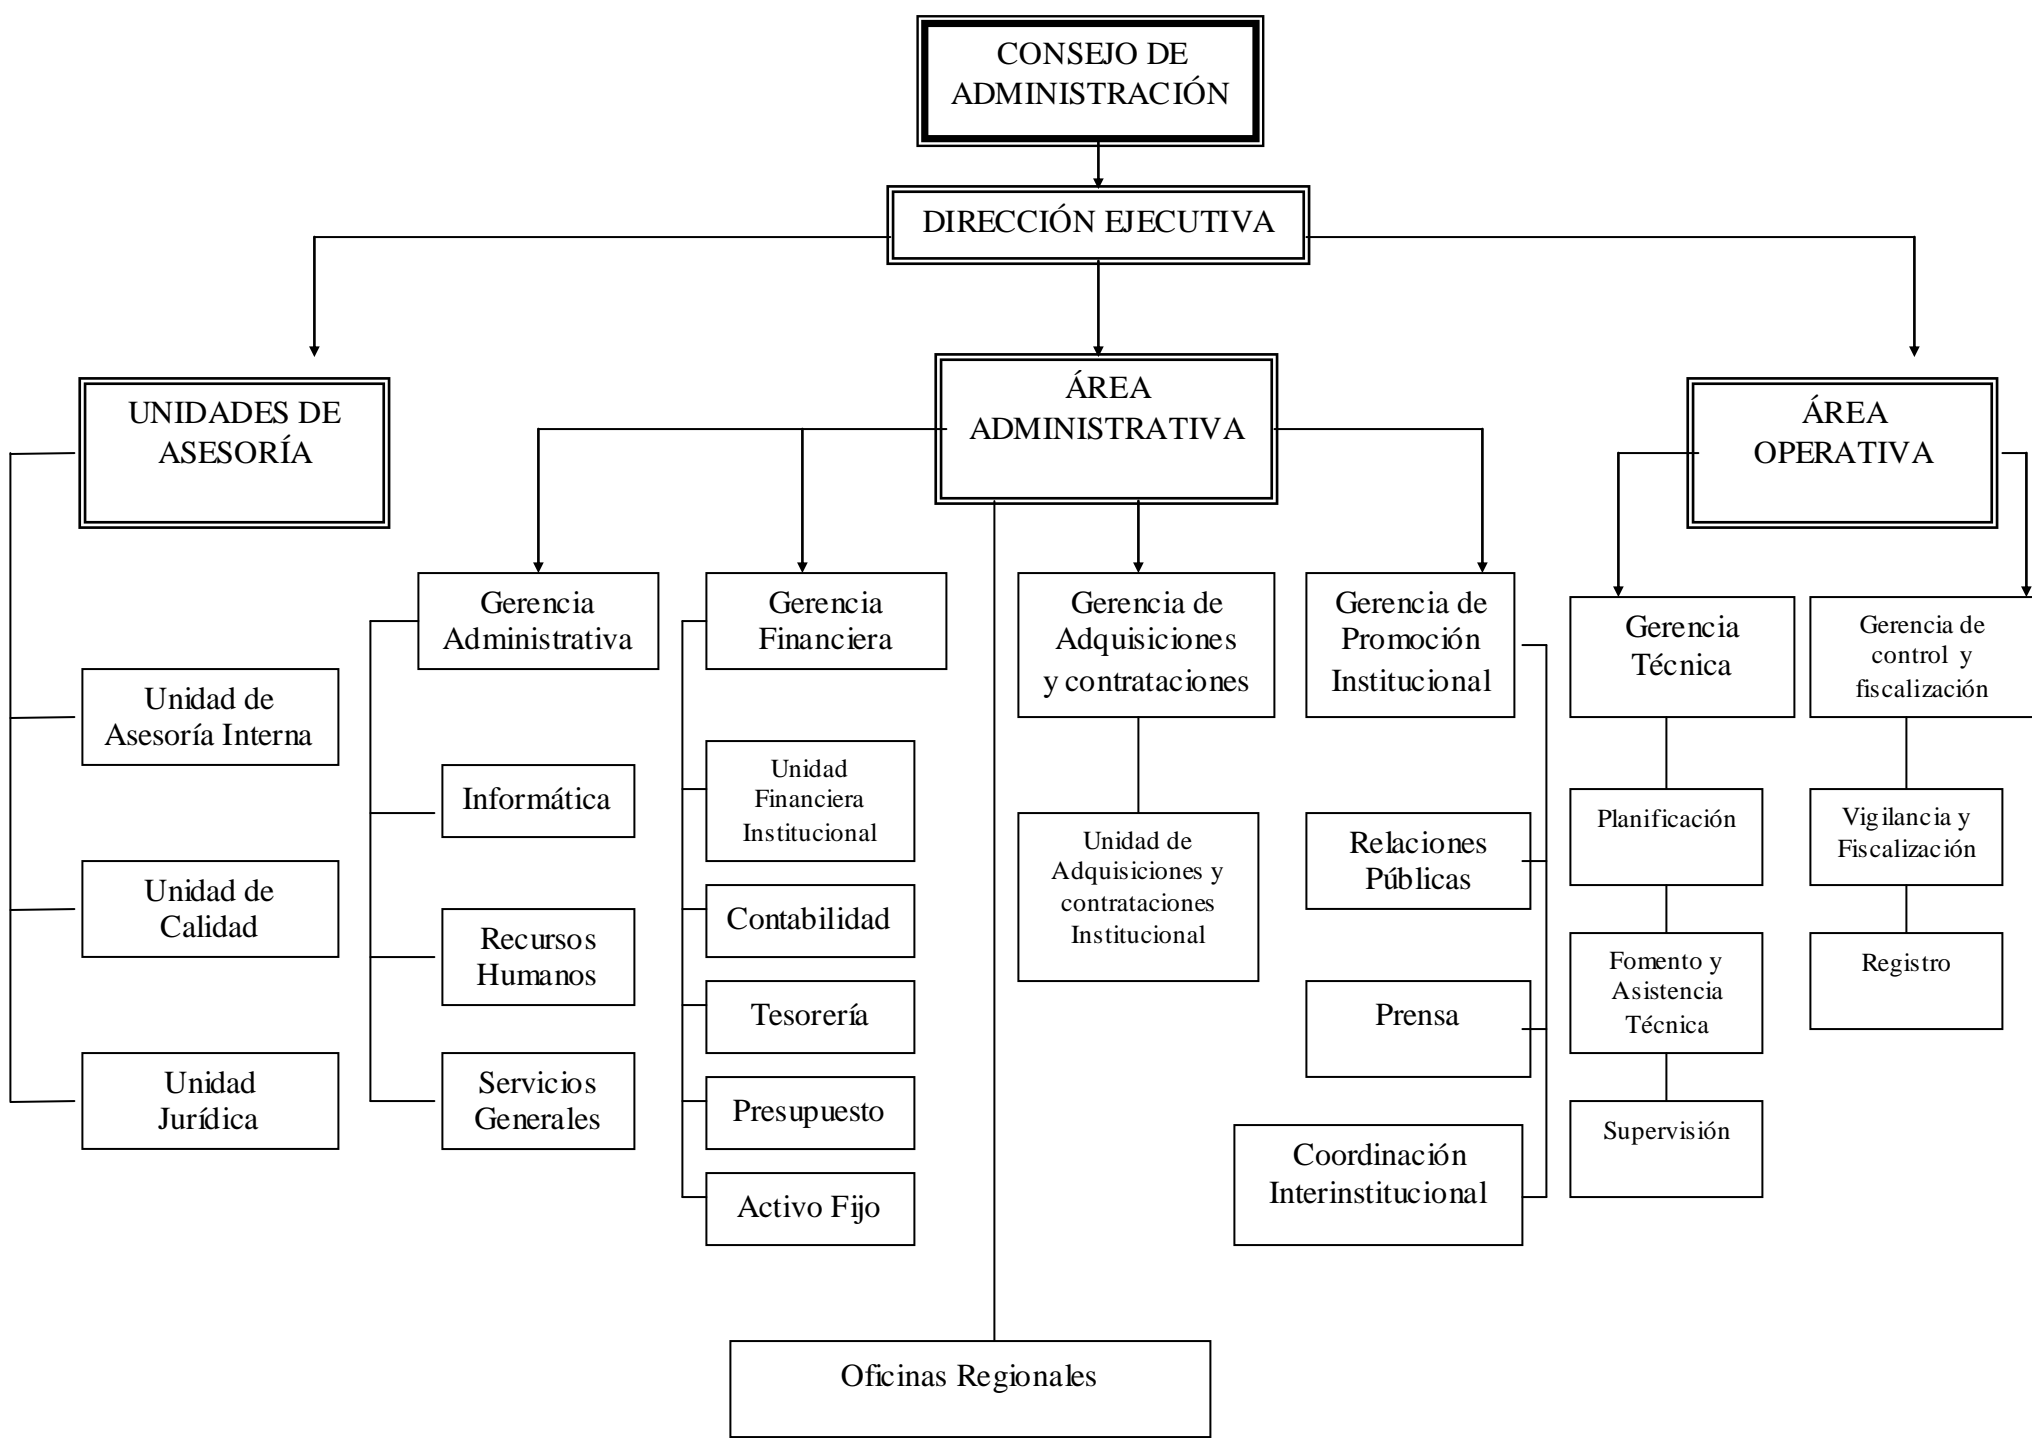 CONSEJO DE
ADMINISTRACIÓN
DIRECCIÓN EJECUTIVA
UNIDADES DE
ASESORÍA
ÁREA
ADMINISTRATIVA
ÁREA
OPERATIVA
Gerencia
Administrativa
Gerencia
Financiera
Gerencia de
Adquisiciones
y contrataciones
Gerencia de
Promoción
Institucional
Gerencia
Técnica
Gerencia de
control y
fiscalización
Unidad de
Asesoría Interna
Unidad de
Calidad
Unidad
Jurídica
Informática
Recursos
Humanos
Servicios
Generales
Unidad
Financiera
Institucional
Contabilidad
Tesorería
Presupuesto
Activo Fijo
Unidad de
Adquisiciones y
contrataciones
Institucional
Relaciones
Públicas
Prensa
Coordinación
Interinstitucional
Planificación
Fomento y
Asistencia
Técnica
Supervisión
Vigilancia y
Fiscalización
Registro
Oficinas Regionales